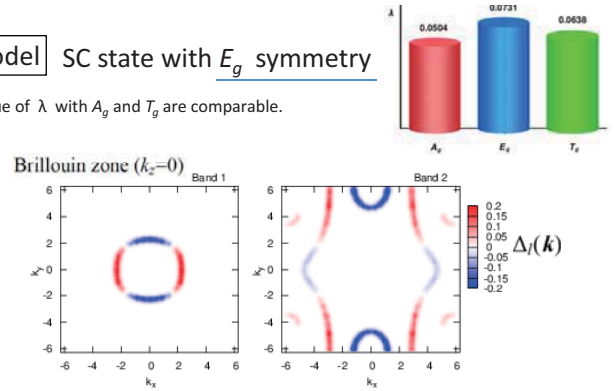 odel SC state with Eg symmetry
ue of λ with Ag and Tg are comparable.
λ
0.0504
0.0731
0.0638
Ag
Eg
Tg
Brillouin zone (kz=0)
Band 1
Band 2
6
4
2
0
-2
-4
-6
ky
-6 -4 -2 0 2 4 6
kx
6
4
2
0
-2
-4
-6
ky
-6 -4 -2 0 2 4 6
kx
0.2
0.15
0.1
0.05
0
-0.05
-0.1
-0.15
-0.2
Δl(k)